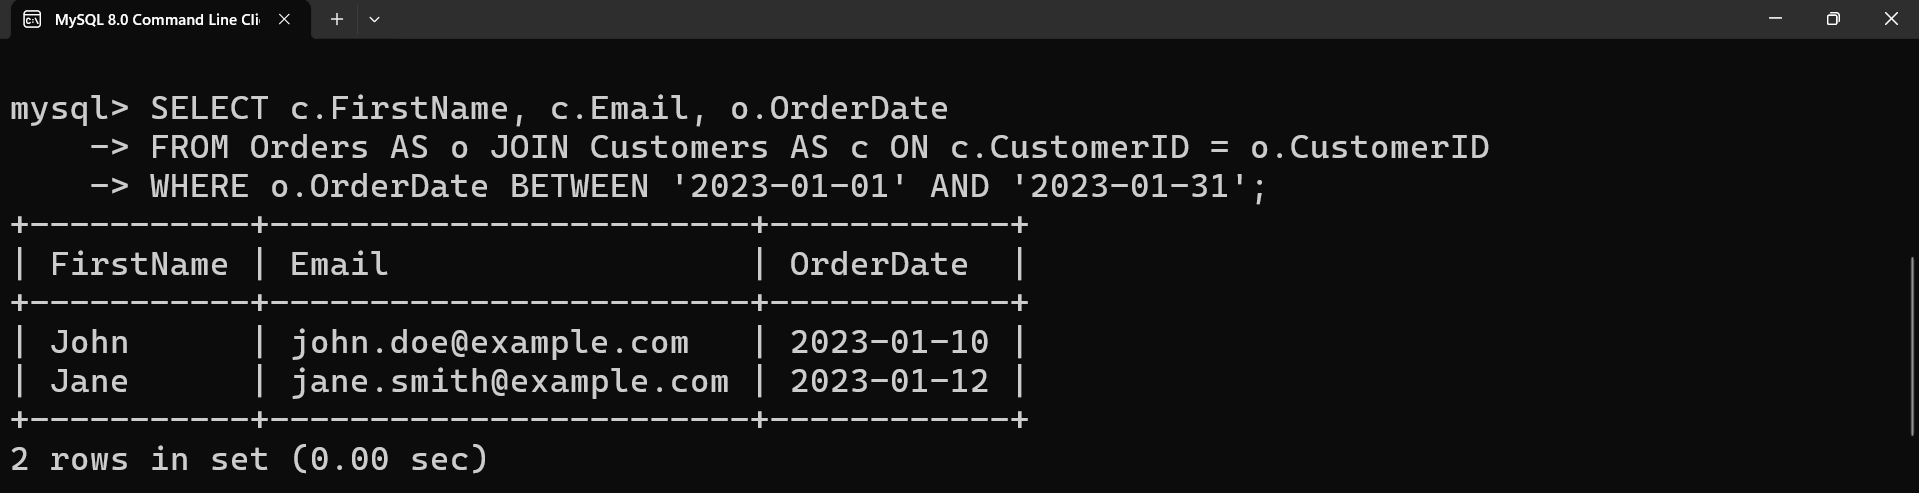 MySQL 8.0 Command Line Cli
mysql> SELECT c.FirstName, c.Email, o.OrderDate
    -> FROM Orders AS o JOIN Customers AS c ON c.CustomerID = o.CustomerID
    -> WHERE o.OrderDate BETWEEN '2023-01-01' AND '2023-01-31';
+-----------+------------------------+------------+
| FirstName | Email                  | OrderDate  |
+-----------+------------------------+------------+
| John      | john.doe@example.com   | 2023-01-10 |
| Jane      | jane.smith@example.com | 2023-01-12 |
+-----------+------------------------+------------+
2 rows in set (0.00 sec)